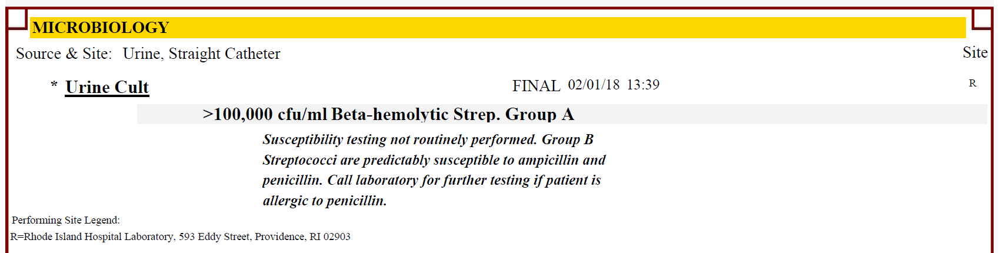 MICROBIOLOGY
Source & Site: Urine, Straight Catheter Site
* Urine Cult FINAL 02/01/18 13:39 R
>100,000 cfu/ml Beta-hemolytic Strep. Group A
Susceptibility testing not routinely performed. Group B
Streptococci are predictably susceptible to ampicillin and
penicillin. Call laboratory for further testing if patient is
allergic to penicillin.
Performing Site Legend:
R=Rhode Island Hospital Laboratory, 593 Eddy Street, Providence, RI 02903